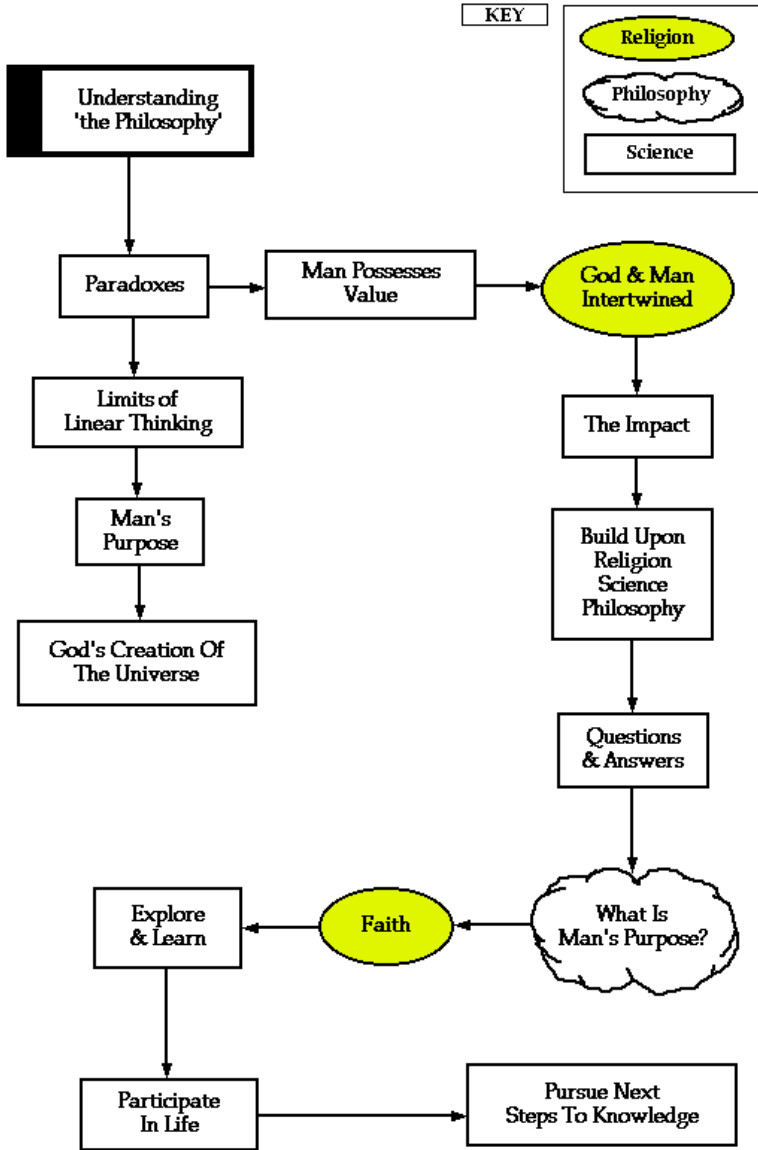 KEY
Religion
Philosophy
Science
Understanding
'the Philosophy'
Paradoxes
Man Possesses
Value
God & Man
Intertwined
Limits of
Linear Thinking
The Impact
Man's
Purpose
Build Upon
Religion
Science
Philosophy
God's Creation Of
The Universe
Questions
& Answers
What Is
Man's Purpose?
Faith
Explore
& Learn
Participate
In Life
Pursue Next
Steps To Knowledge